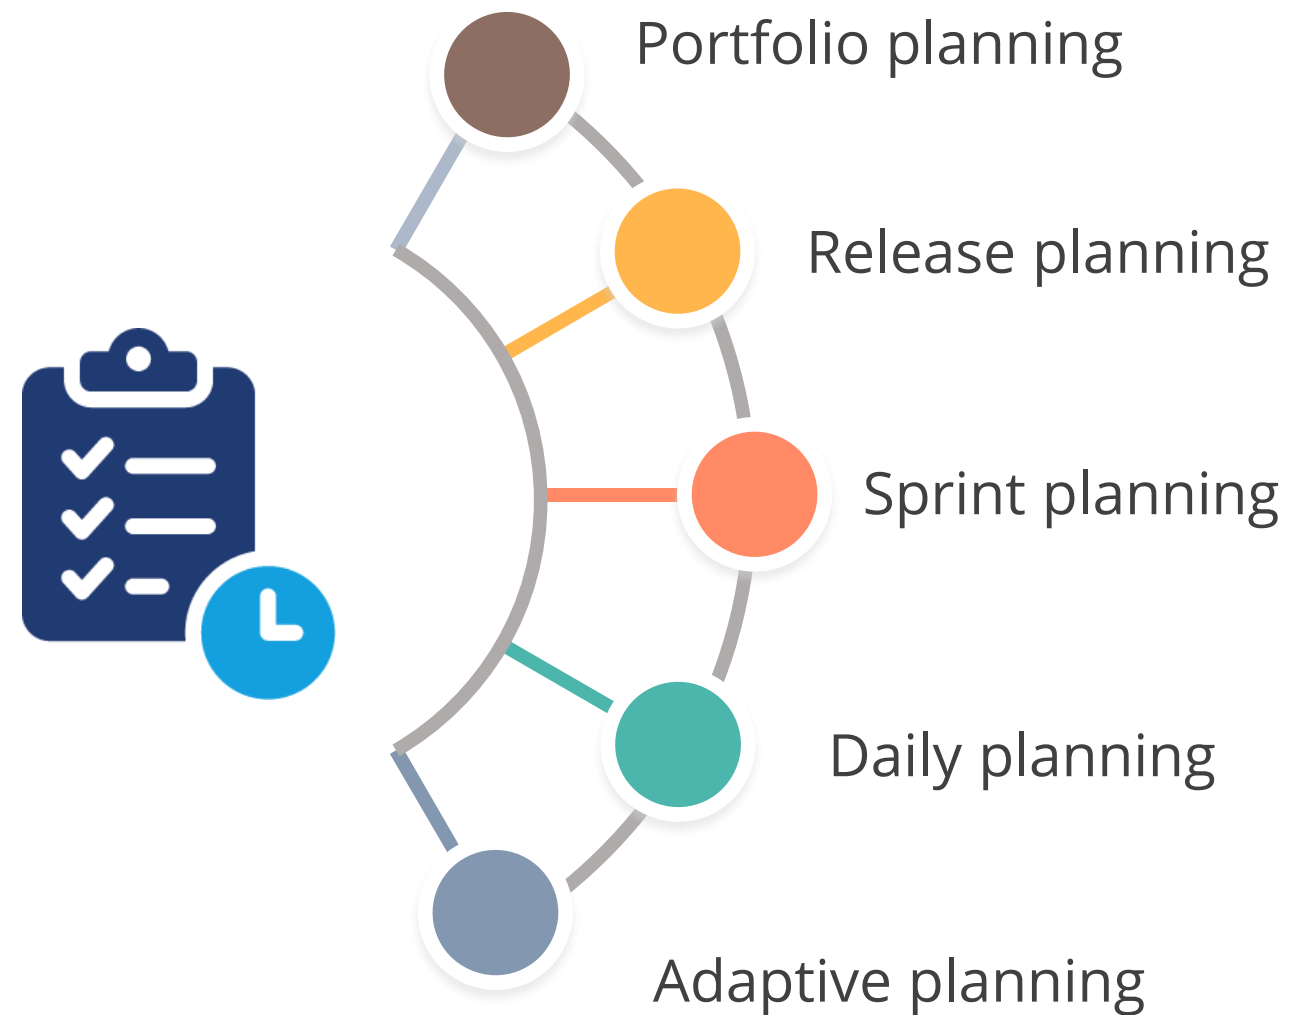 Portfolio planning
Release planning
Sprint planning
Daily planning
Adaptive planning